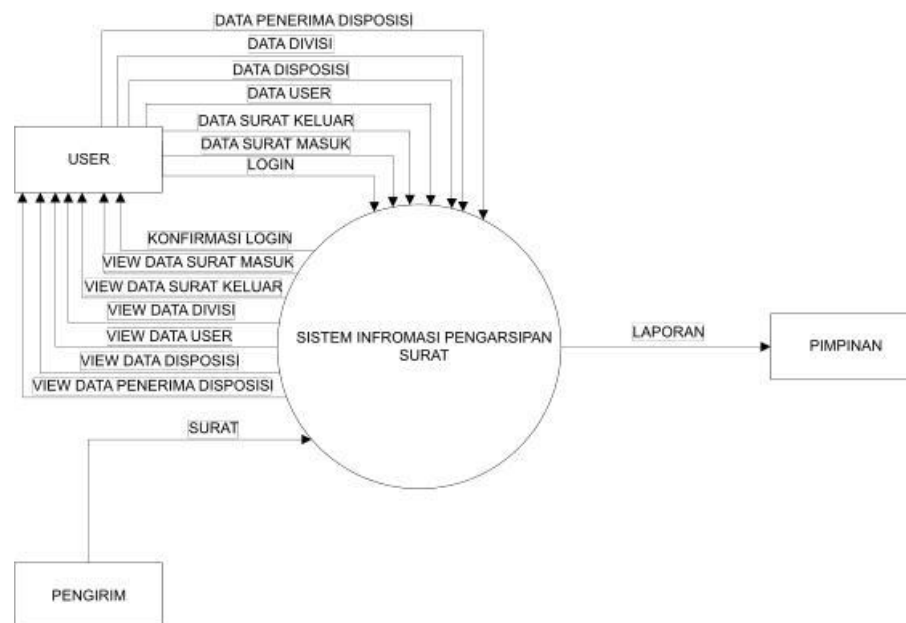 DATA PENERIMA DISPOSISI
DATA DIVISI
DATA DISPOSISI
DATA USER
DATA SURAT KELUAR
DATA SURAT MASUK
LOGIN
USER
KONFIRMASI LOGIN
VIEW DATA SURAT MASUK
VIEW DATA SURAT KELUAR
VIEW DATA DIVISI
VIEW DATA USER
VIEW DATA DISPOSISI
VIEW DATA PENERIMA DISPOSISI
SISTEM INFROMASI PENGARSIPAN
SURAT
LAPORAN
PIMPINAN
SURAT
PENGIRIM